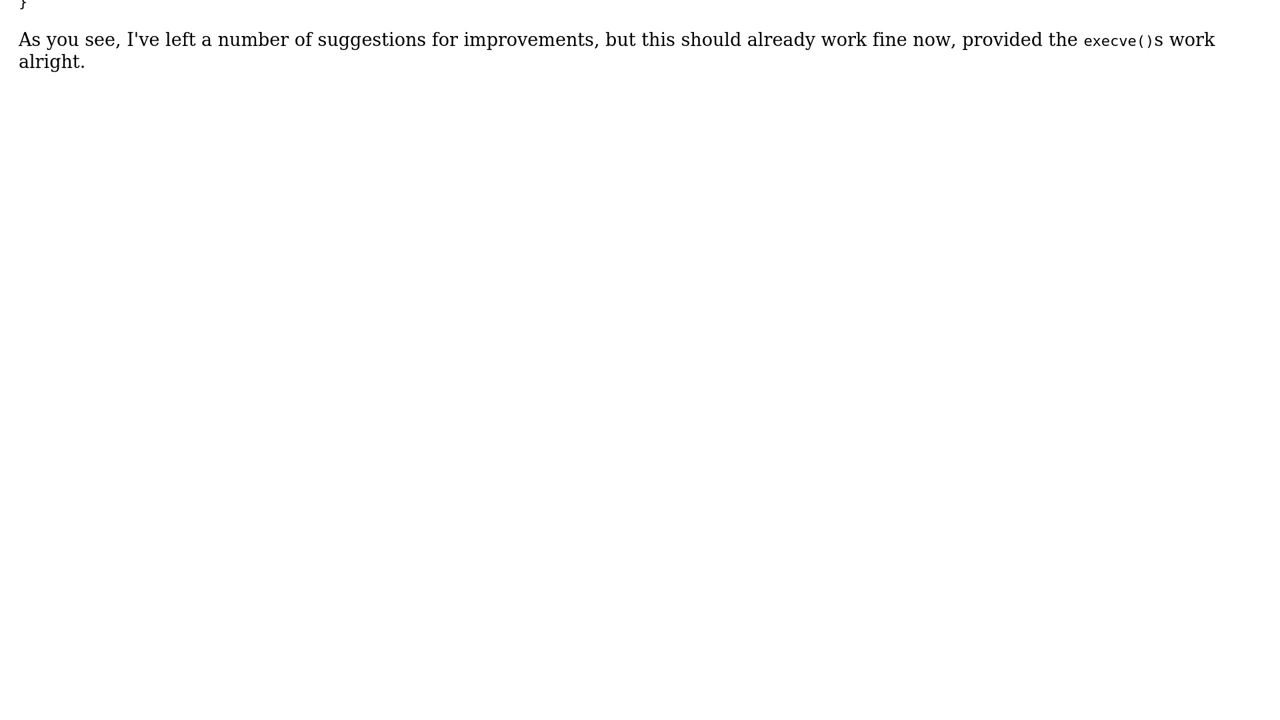 }
As you see, I've left a number of suggestions for improvements, but this should already work fine now, provided the execve()s work
alright.